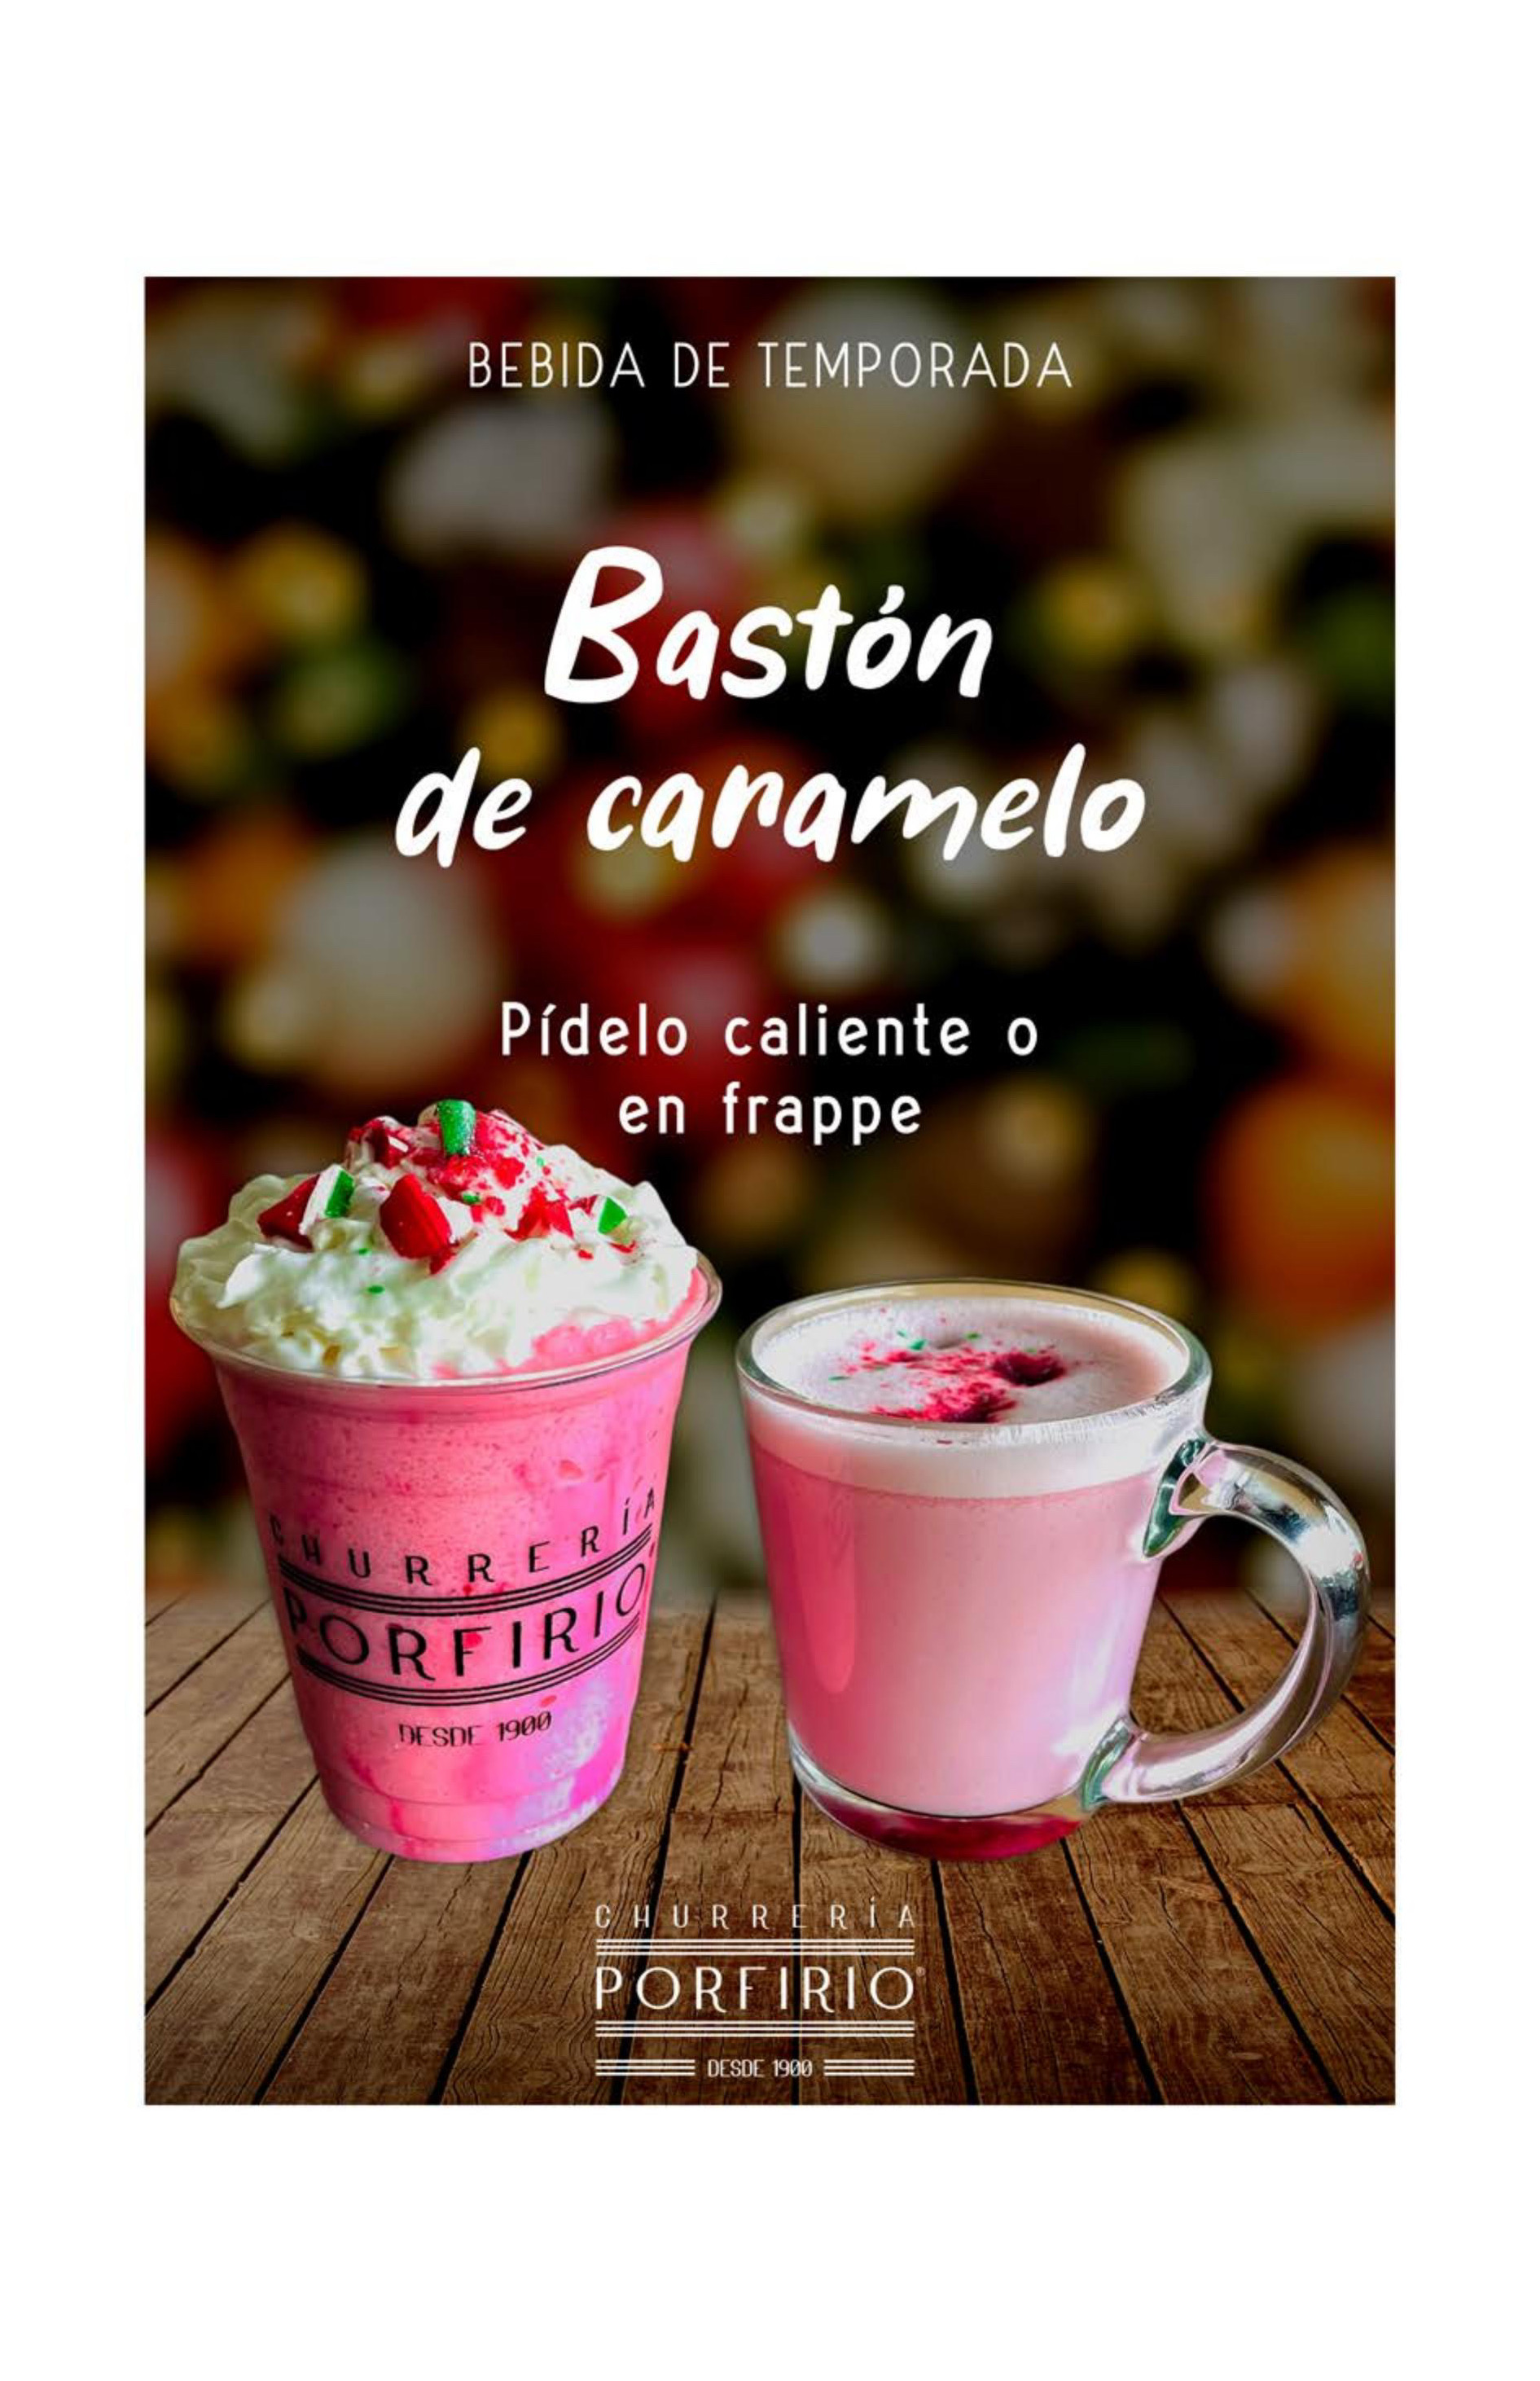 BEBIDA DE TEMPORADA
Bastón
de caramelo
Pídelo caliente o
en frappe
CHURRERÍA
PORFIRIO
DESDE 1900
CHURRERÍA
PORFIRIO®
DESDE 1900